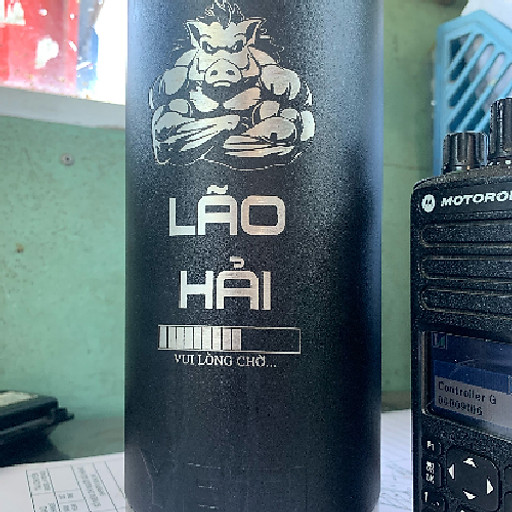 LÃO
HẢI
VUI LÒNG CHỜ...
MOTOROL
Controller G